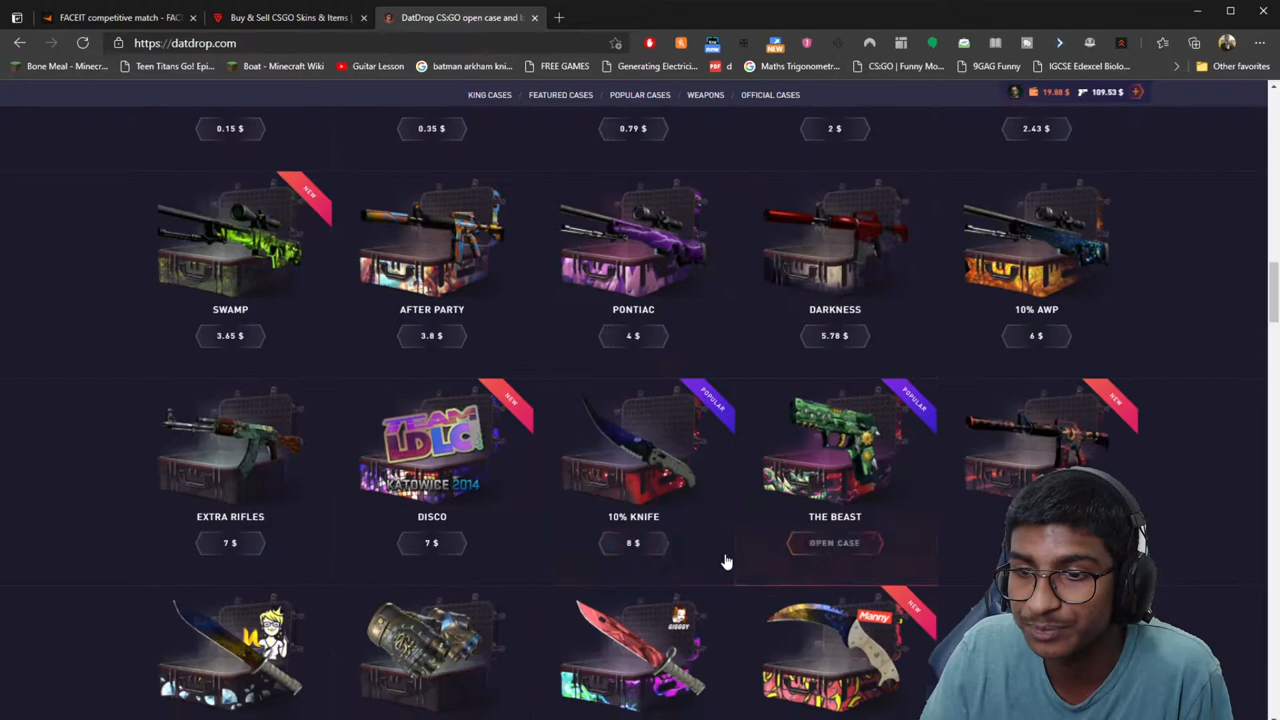 FACEIT competitive match - FAC
Buy & Sell CSGO Skins & Items
DatDrop CS:GO open case and b
https://datdrop.com
Bone Meal - Minecr...
Teen Titans Go! Epi...
Boat - Minecraft Wiki
Guitar Lesson
batman arkham kni...
FREE GAMES
Generating Electrici...
PDF
d
Maths Trigonometr...
CS:GO | Funny Mo...
9GAG Funny
IGCSE Edexcel Biolo...
Other favorites
new
NEW
KING CASES / FEATURED CASES / POPULAR CASES / WEAPONS / OFFICIAL CASES
19.88 $
109.53 $
0.15 $
0.35 $
0.79 $
2 $
2.43 $
NEW
SWAMP
AFTER PARTY
PONTIAC
DARKNESS
10% AWP
3.65 $
3.8 $
4 $
5.78 $
6 $
NEW
POPULAR
POPULAR
NEW
TEAM
LDLC
KATOWICE 2014
EXTRA RIFLES
DISCO
10% KNIFE
THE BEAST
7 $
7 $
8 $
OPEN CASE
NEW
GIGGGY
Manny